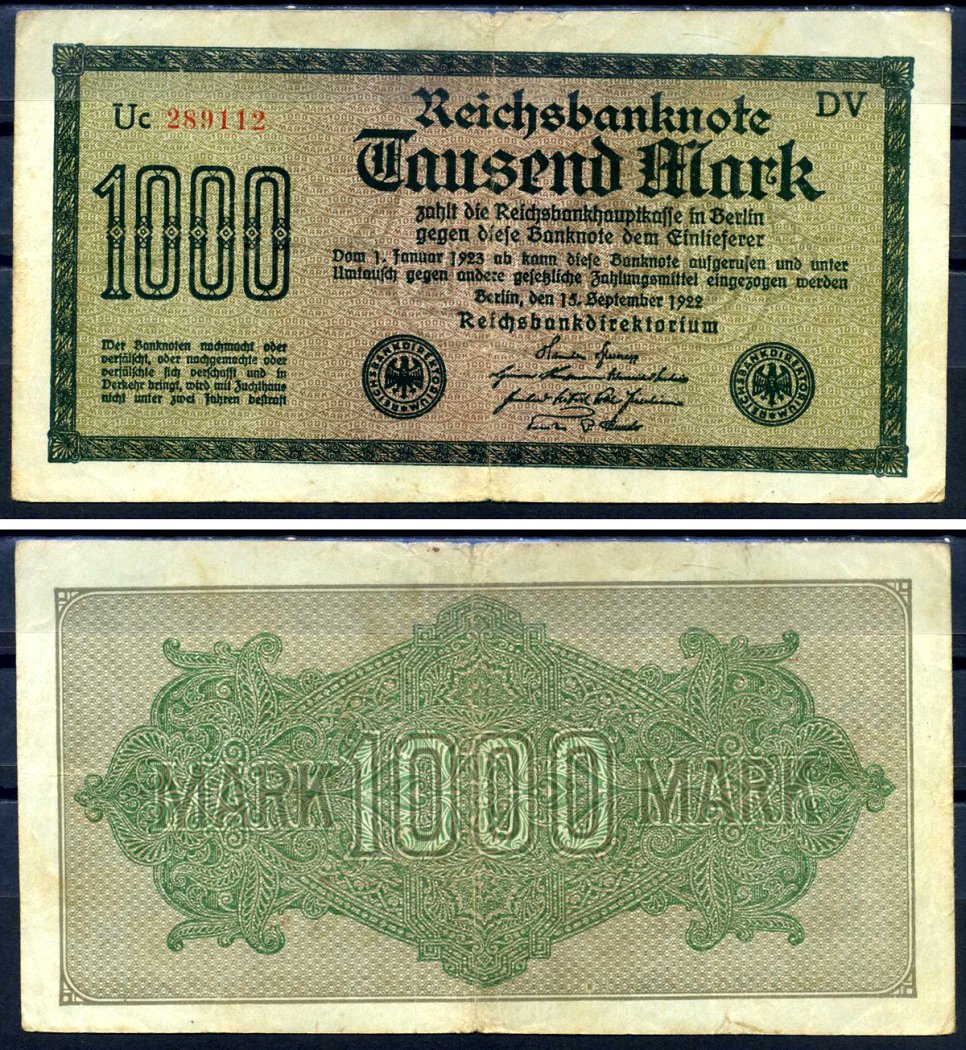 Uc 289112
DV
Reichsbanknote
Tausend Mark
1000
zahlt die Reichsbankhauptkasse in Berlin
gegen diese Banknote dem Einlieferer
Vom 1. Januar 1923 ab kann diese Banknote aufgerufen und unter
Umtausch gegen andere gesetzliche Zahlungsmittel eingezogen werden
Berlin, den 15. September 1922
Reichsbankdirektorium
Wer Banknoten nachmacht oder
verfälscht, oder nachgemachte oder
verfälschte sich verschafft und in
Verkehr bringt, wird mit Zuchthaus
nicht unter zwei Jahren bestraft
REICHSBANKDIREKTORIUM
REICHSBANKDIREKTORIUM
MARK 1000 MARK